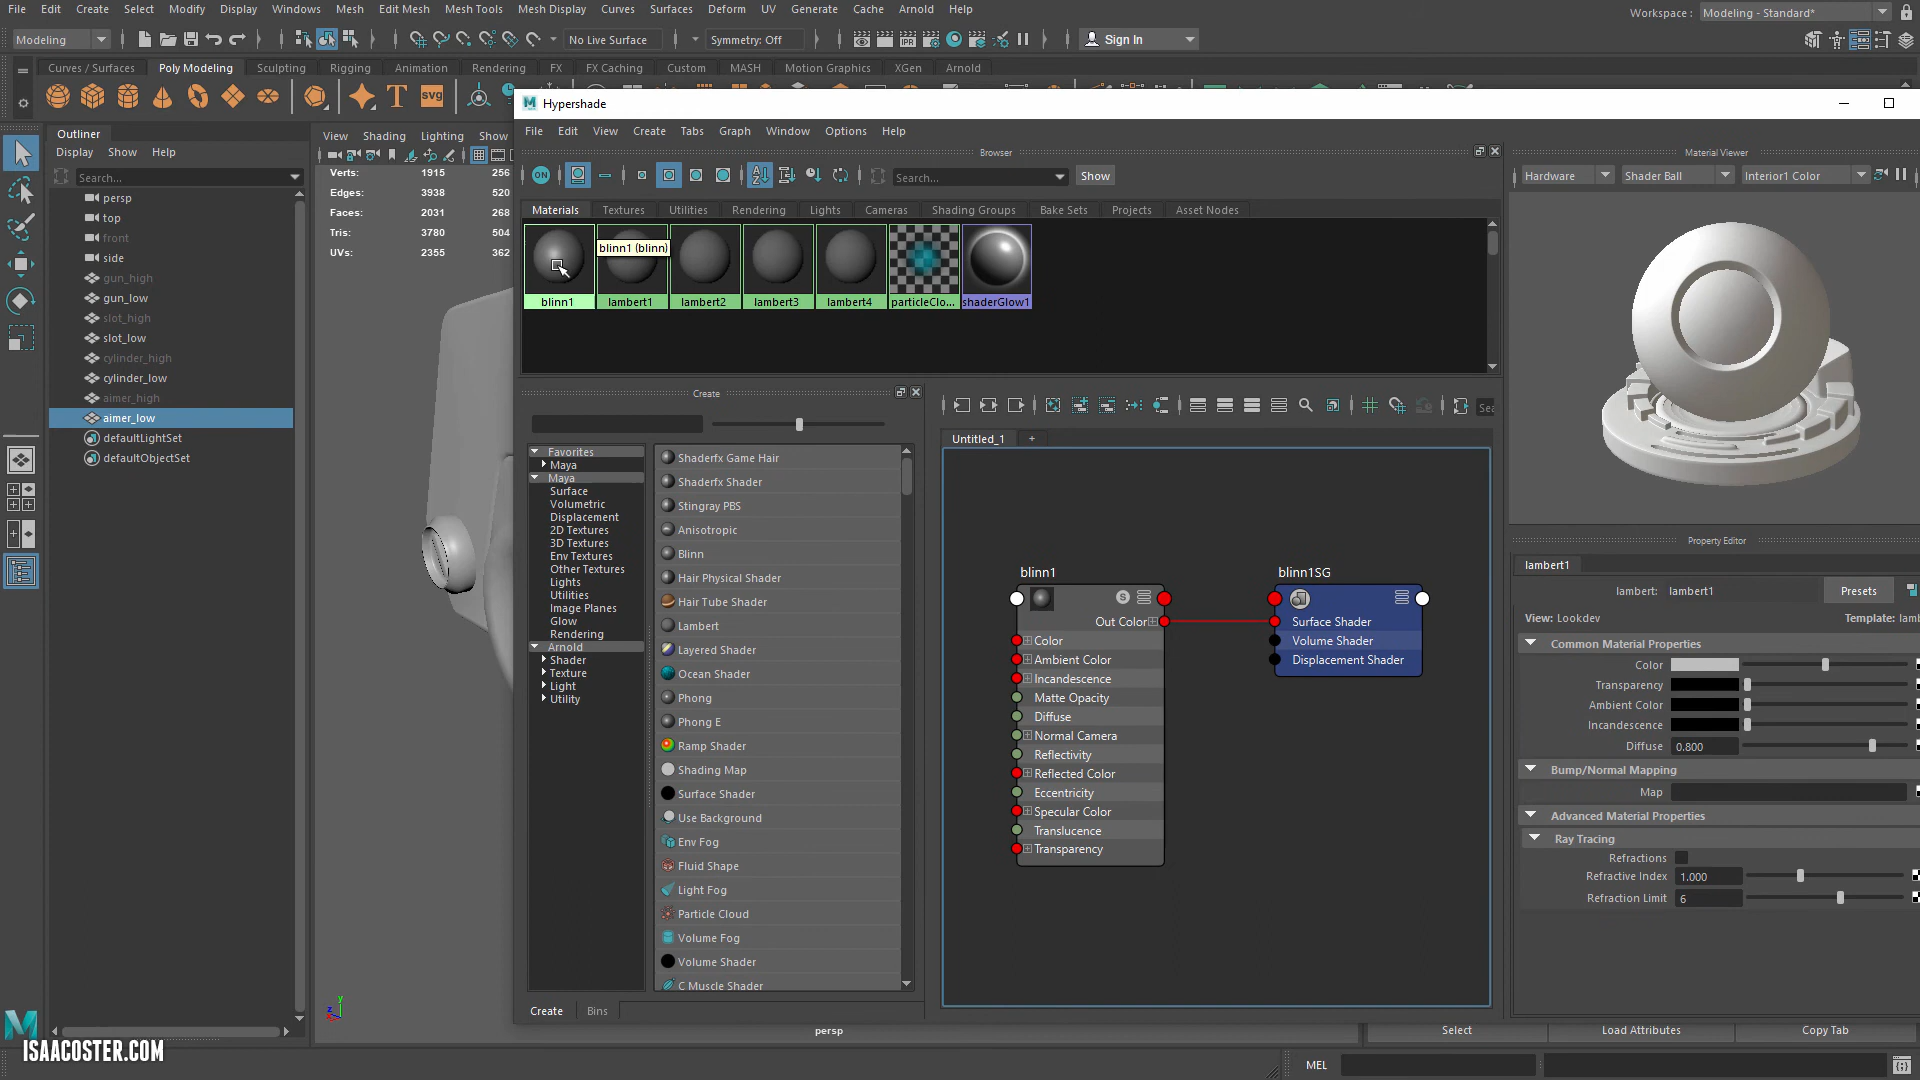 File Edit Create Select Modify Display Windows Mesh Edit Mesh Mesh Tools Mesh Display Curves Surfaces Deform UV Generate Cache Arnold Help
Workspace : Modeling - Standard*
Modeling No Live Surface Symmetry: Off IPR Sign In
Curves / Surfaces Poly Modeling Sculpting Rigging Animation Rendering FX FX Caching Custom MASH Motion Graphics XGen Arnold
T svg
Hypershade
File Edit View Create Tabs Graph Window Options Help
Browser
ON Search... Show
Materials Textures Utilities Rendering Lights Cameras Shading Groups Bake Sets Projects Asset Nodes
blinn1 (blinn)
blinn1 lambert1 lambert2 lambert3 lambert4 particleClo... shaderGlow1
Outliner
Display Show Help
Search...
persp
top
front
side
gun_high
gun_low
slot_high
slot_low
cylinder_high
cylinder_low
aimer_high
aimer_low
defaultLightSet
defaultObjectSet
View Shading Lighting Show
Verts: 1915 256
Edges: 3938 520
Faces: 2031 268
Tris: 3780 504
UVs: 2355 362
Create
Favorites
Maya
Maya
Surface
Volumetric
Displacement
2D Textures
3D Textures
Env Textures
Other Textures
Lights
Utilities
Image Planes
Glow
Rendering
Arnold
Shader
Texture
Light
Utility
Shaderfx Game Hair
Shaderfx Shader
Stingray PBS
Anisotropic
Blinn
Hair Physical Shader
Hair Tube Shader
Lambert
Layered Shader
Ocean Shader
Phong
Phong E
Ramp Shader
Shading Map
Surface Shader
Use Background
Env Fog
Fluid Shape
Light Fog
Particle Cloud
Volume Fog
Volume Shader
C Muscle Shader
Create Bins
Untitled_1 +
blinn1
S
Out Color
Color
Ambient Color
Incandescence
Matte Opacity
Diffuse
Normal Camera
Reflectivity
Reflected Color
Eccentricity
Specular Color
Translucence
Transparency
blinn1SG
Surface Shader
Volume Shader
Displacement Shader
Material Viewer
Hardware Shader Ball Interior1 Color
Property Editor
lambert1
lambert: lambert1 Presets
View: Lookdev Template: lamb
Common Material Properties
Color
Transparency
Ambient Color
Incandescence
Diffuse 0.800
Bump/Normal Mapping
Map
Advanced Material Properties
Ray Tracing
Refractions
Refractive Index 1.000
Refraction Limit 6
persp
Select Load Attributes Copy Tab
MEL
y
z
M
ISAACOSTER.COM